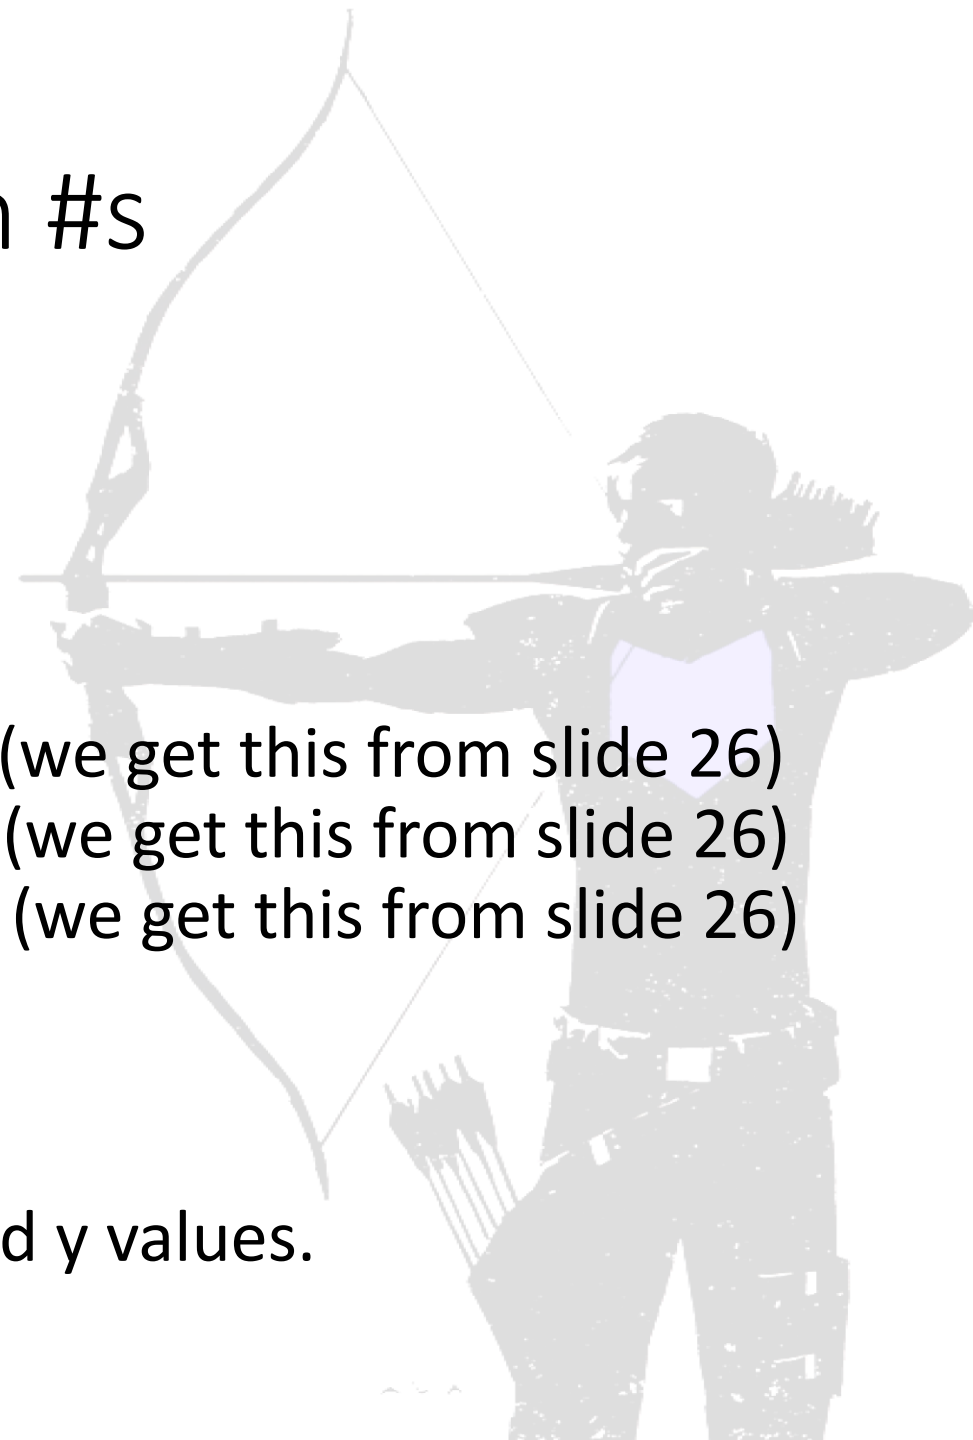 #s
(we get this from slide 26)
(we get this from slide 26)
(we get this from slide 26)
d y values.